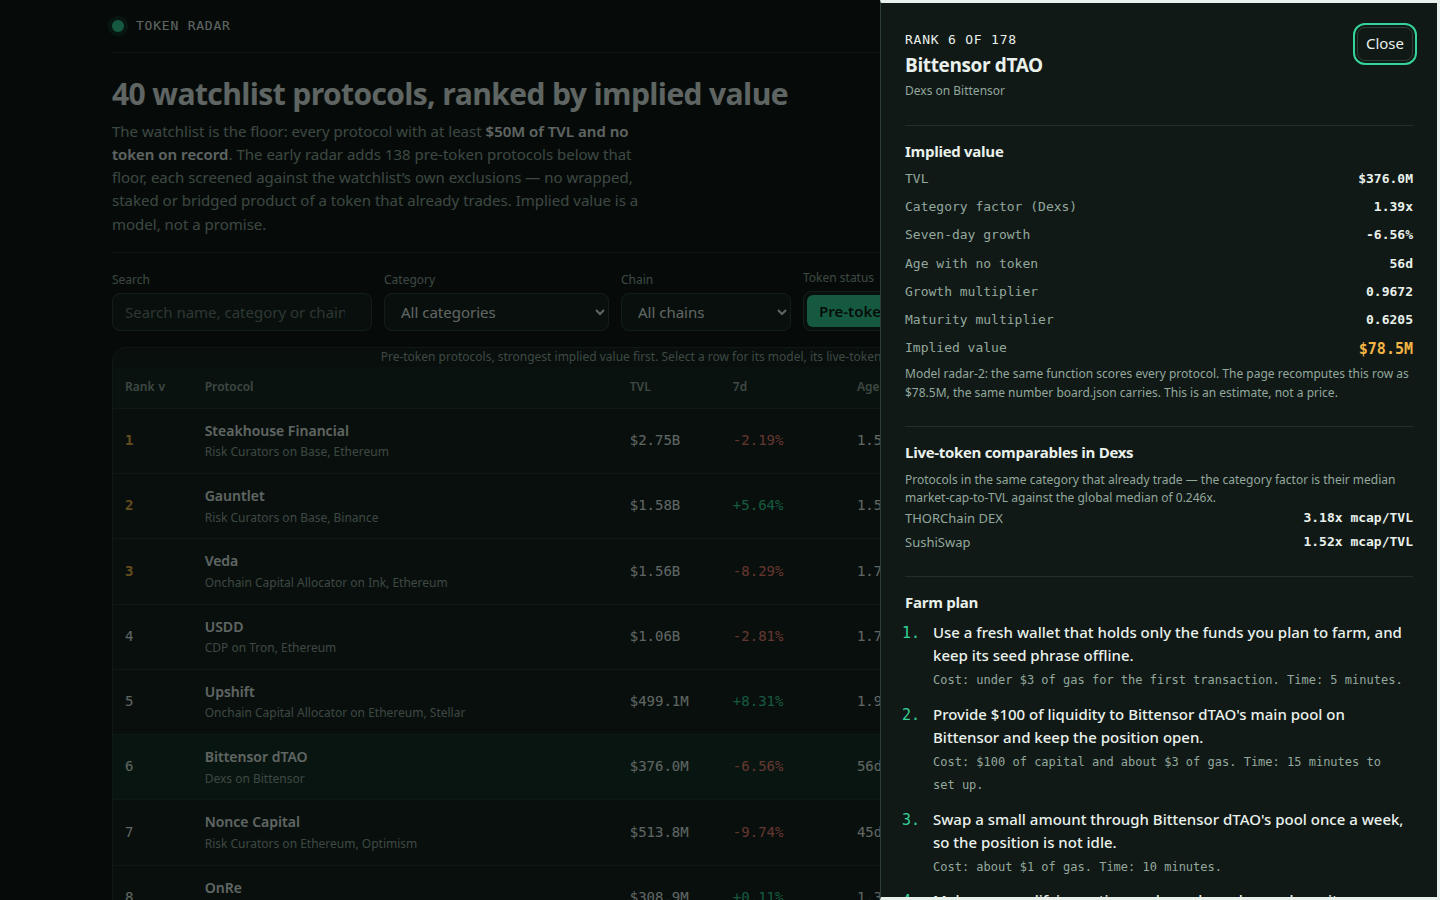 TOKEN RADAR
40 watchlist protocols, ranked by implied value
The watchlist is the floor: every protocol with at least $50M of TVL and no
token on record. The early radar adds 138 pre-token protocols below that
floor, each screened against the watchlist's own exclusions — no wrapped,
staked or bridged product of a token that already trades. Implied value is a
model, not a promise.
Search
Category
Chain
Token status
Search name, category or chain
All categories
All chains
Pre-toke
Pre-token protocols, strongest implied value first. Select a row for its model, its live-token
Rank v Protocol TVL 7d Age
1 Steakhouse Financial $2.75B -2.19% 1.5
Risk Curators on Base, Ethereum
2 Gauntlet $1.58B +5.64% 1.5
Risk Curators on Base, Binance
3 Veda $1.56B -8.29% 1.7
Onchain Capital Allocator on Ink, Ethereum
4 USDD $1.06B -2.81% 1.7
CDP on Tron, Ethereum
5 Upshift $499.1M +8.31% 1.9
Onchain Capital Allocator on Ethereum, Stellar
6 Bittensor dTAO $376.0M -6.56% 56d
Dexs on Bittensor
7 Nonce Capital $513.8M -9.74% 45d
Risk Curators on Ethereum, Optimism
8 OnRe $308.9M +0.11% 1.3
RANK 6 OF 178
Close
Bittensor dTAO
Dexs on Bittensor
Implied value
TVL $376.0M
Category factor (Dexs) 1.39x
Seven-day growth -6.56%
Age with no token 56d
Growth multiplier 0.9672
Maturity multiplier 0.6205
Implied value $78.5M
Model radar-2: the same function scores every protocol. The page recomputes this row as
$78.5M, the same number board.json carries. This is an estimate, not a price.
Live-token comparables in Dexs
Protocols in the same category that already trade — the category factor is their median
market-cap-to-TVL against the global median of 0.246x.
THORChain DEX 3.18x mcap/TVL
SushiSwap 1.52x mcap/TVL
Farm plan
1. Use a fresh wallet that holds only the funds you plan to farm, and
keep its seed phrase offline.
Cost: under $3 of gas for the first transaction. Time: 5 minutes.
2. Provide $100 of liquidity to Bittensor dTAO's main pool on
Bittensor and keep the position open.
Cost: $100 of capital and about $3 of gas. Time: 15 minutes to
set up.
3. Swap a small amount through Bittensor dTAO's pool once a week,
so the position is not idle.
Cost: about $1 of gas. Time: 10 minutes.